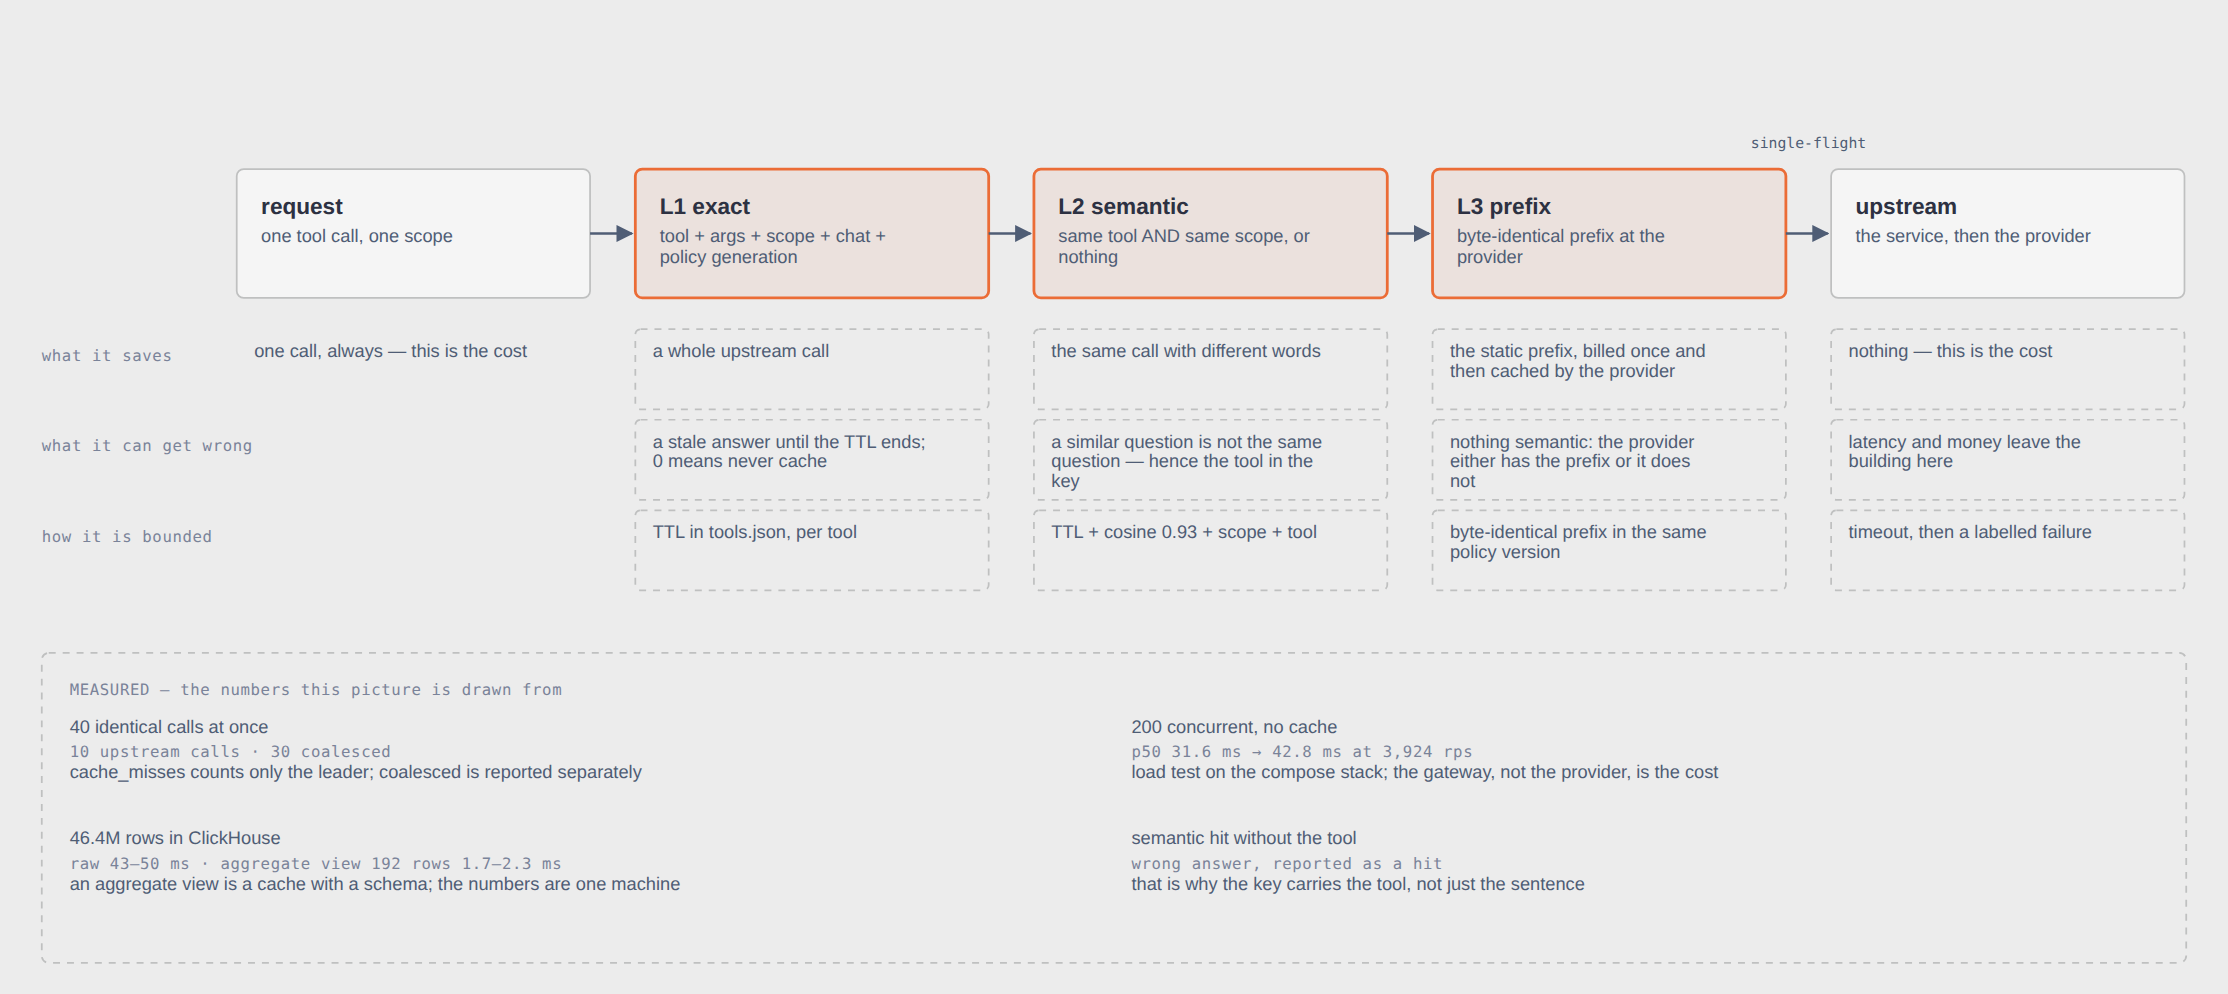 single-flight
request
one tool call, one scope
L1 exact
tool + args + scope + chat +
policy generation
L2 semantic
same tool AND same scope, or
nothing
L3 prefix
byte-identical prefix at the
provider
upstream
the service, then the provider
what it saves
one call, always — this is the cost
a whole upstream call
the same call with different words
the static prefix, billed once and
then cached by the provider
nothing — this is the cost
what it can get wrong
a stale answer until the TTL ends;
0 means never cache
a similar question is not the same
question — hence the tool in the
key
nothing semantic: the provider
either has the prefix or it does
not
latency and money leave the
building here
how it is bounded
TTL in tools.json, per tool
TTL + cosine 0.93 + scope + tool
byte-identical prefix in the same
policy version
timeout, then a labelled failure
MEASURED — the numbers this picture is drawn from
40 identical calls at once
10 upstream calls · 30 coalesced
cache_misses counts only the leader; coalesced is reported separately
200 concurrent, no cache
p50 31.6 ms → 42.8 ms at 3,924 rps
load test on the compose stack; the gateway, not the provider, is the cost
46.4M rows in ClickHouse
raw 43–50 ms · aggregate view 192 rows 1.7–2.3 ms
an aggregate view is a cache with a schema; the numbers are one machine
semantic hit without the tool
wrong answer, reported as a hit
that is why the key carries the tool, not just the sentence